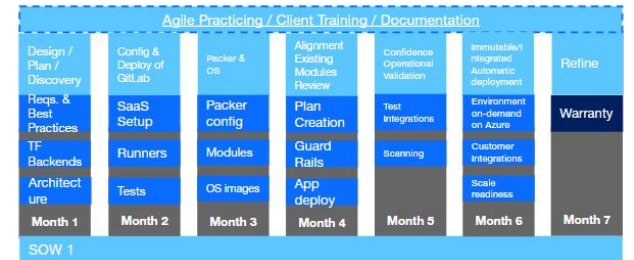 Agile Practicing / Client Training / Documentation
Design /
Plan /
Discovery
Reqs. &
Best
Practices
TF
Backends
Architect
ure
Month 1
Config &
Deploy of
GitLab
SaaS
Setup
Runners
Tests
Month 2
Packer &
OS
Packer
config
Modules
OS images
Month 3
Alignment
Existing
Modules
Review
Plan
Creation
Guard
Rails
App
deploy
Month 4
Confidence
Operational
Validation
Test
Integrations
Scanning
Month 5
Immutable/I
ntegrated
Automatic
deployment
Environment
on-demand
on Azure
Customer
Integrations
Scale
readiness
Month 6
Refine
Warranty
Month 7
SOW 1